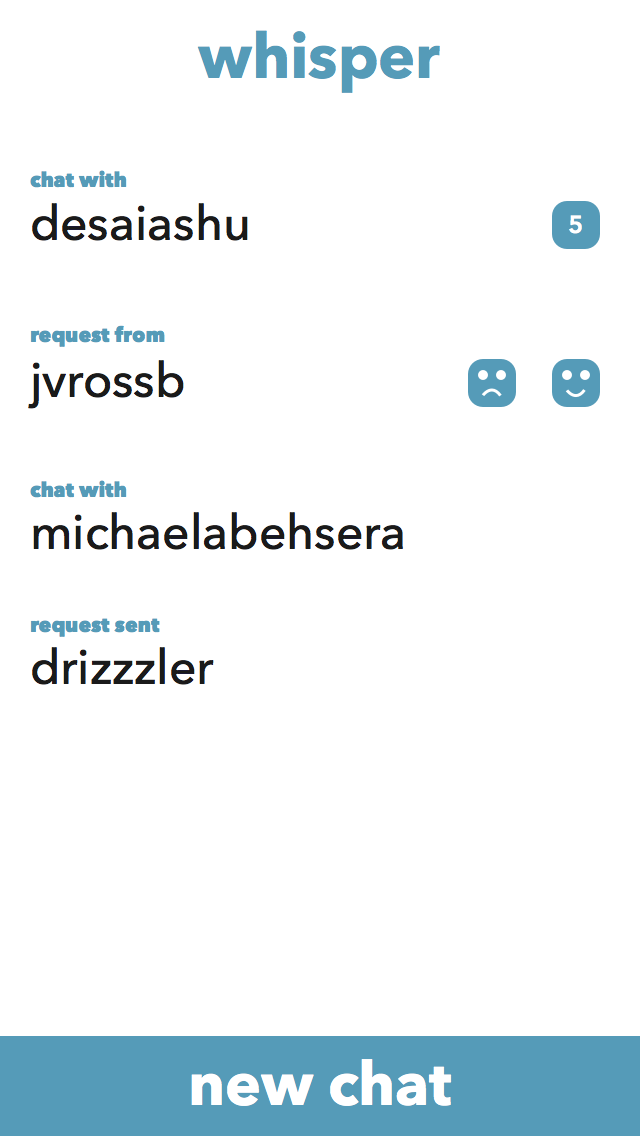 whisper
chat with
desaiashu
5
request from
jvrossb
chat with
michaelabehsera
request sent
drizzzler
new chat